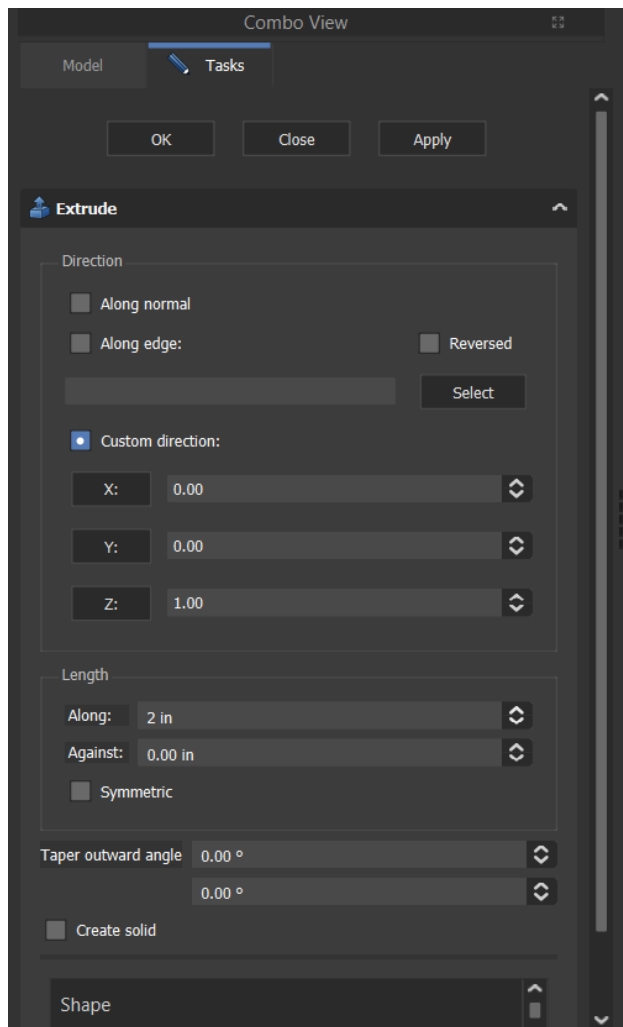 Combo View
Model Tasks
OK Close Apply
Extrude
Direction
Along normal
Along edge: Reversed
Select
Custom direction:
X: 0.00
Y: 0.00
Z: 1.00
Length
Along: 2 in
Against: 0.00 in
Symmetric
Taper outward angle 0.00 °
0.00 °
Create solid
Shape